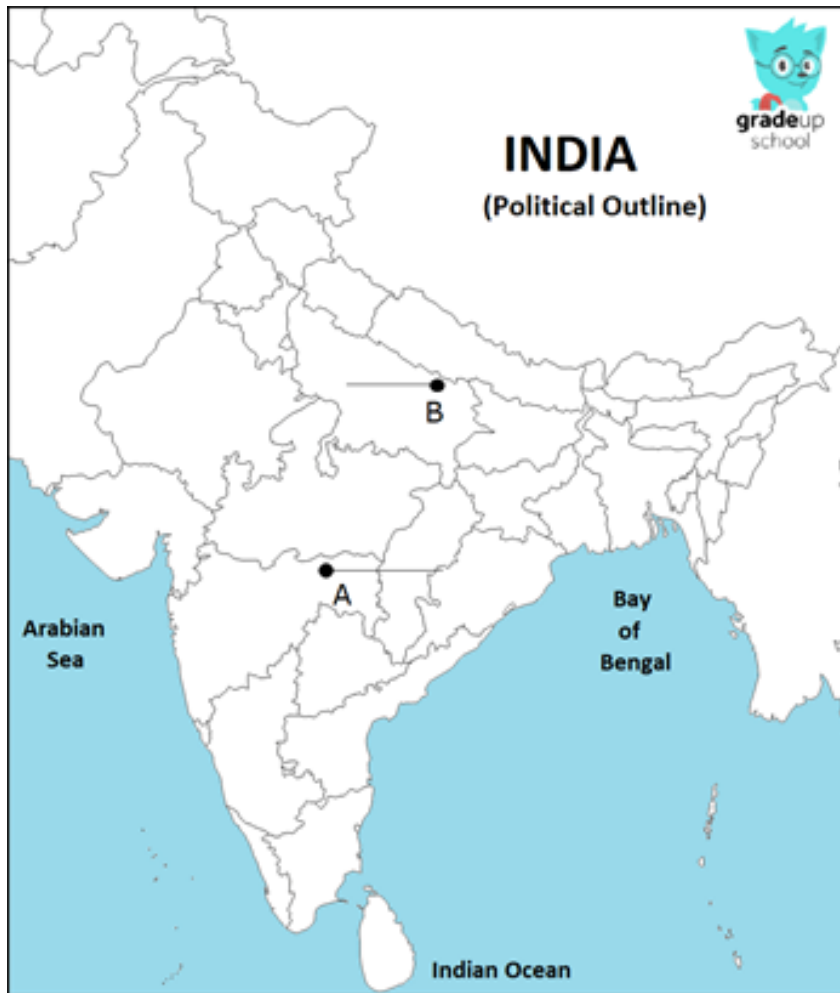 gradeup
school
INDIA
(Political Outline)
B
A
Arabian
Sea
Bay
of
Bengal
Indian Ocean